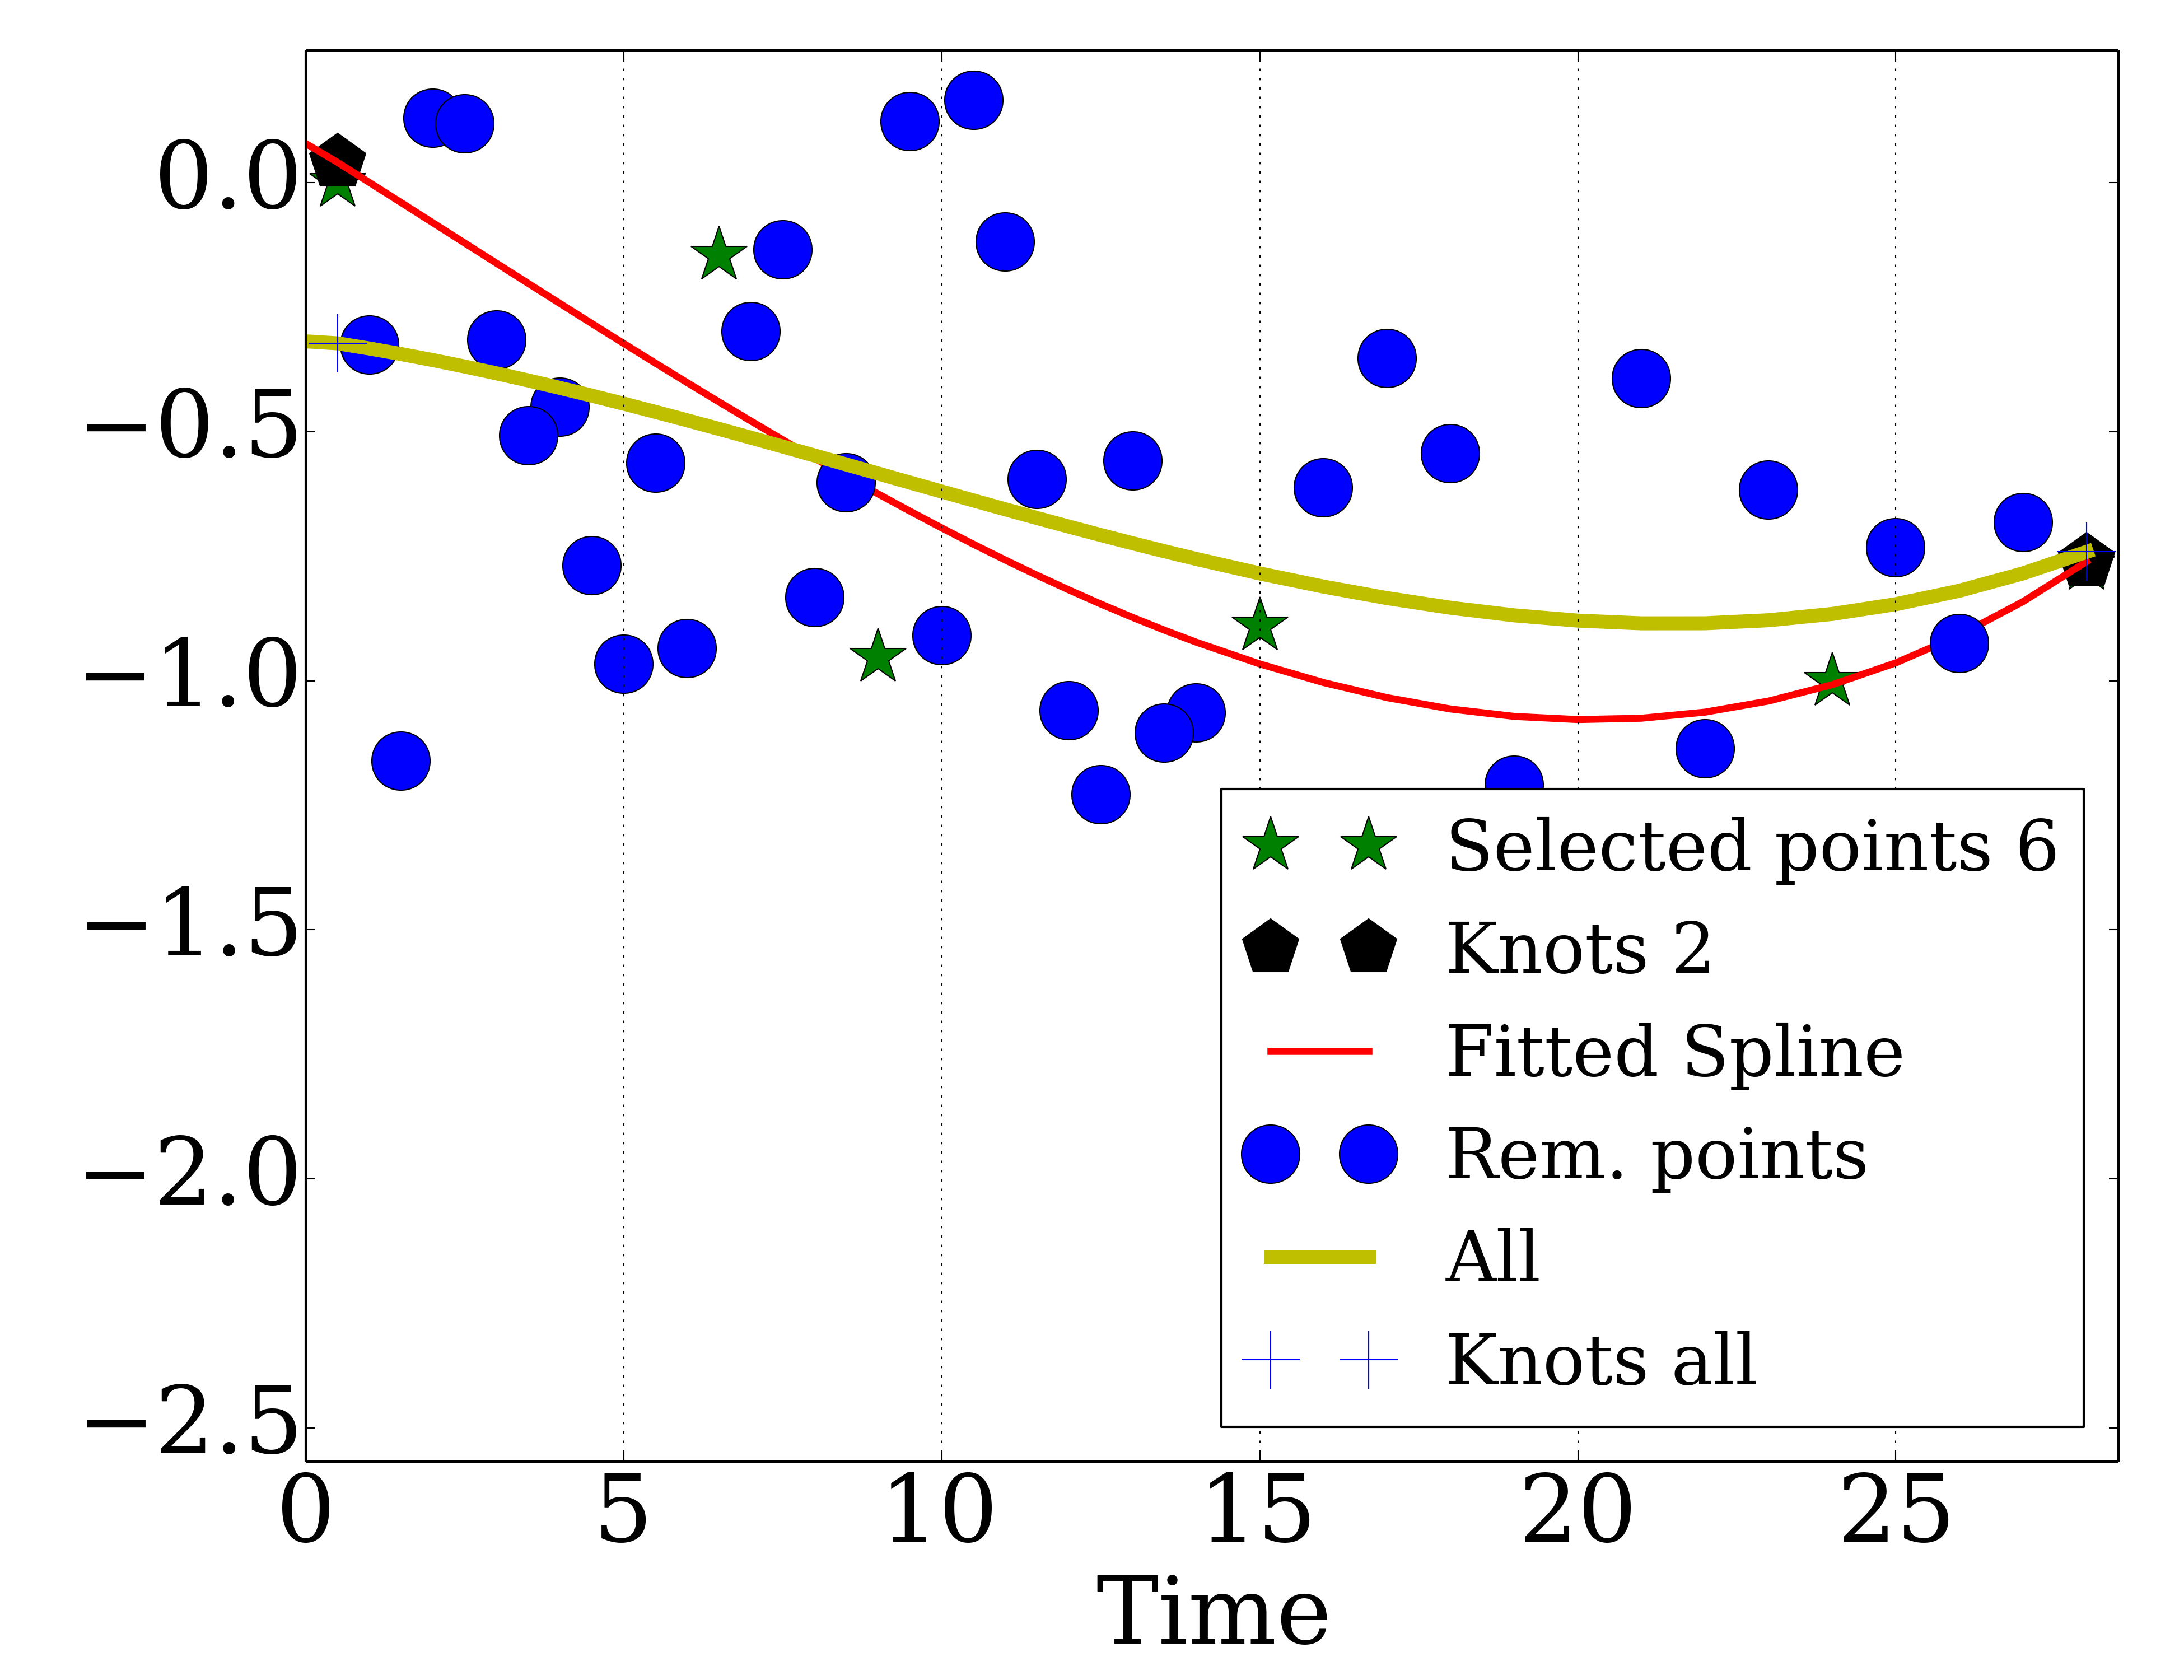 0.0
−0.5
−1.0
−1.5
−2.0
−2.5
Selected points 6
Knots 2
Fitted Spline
Rem. points
All
Knots all
0 5 10 15 20 25
Time